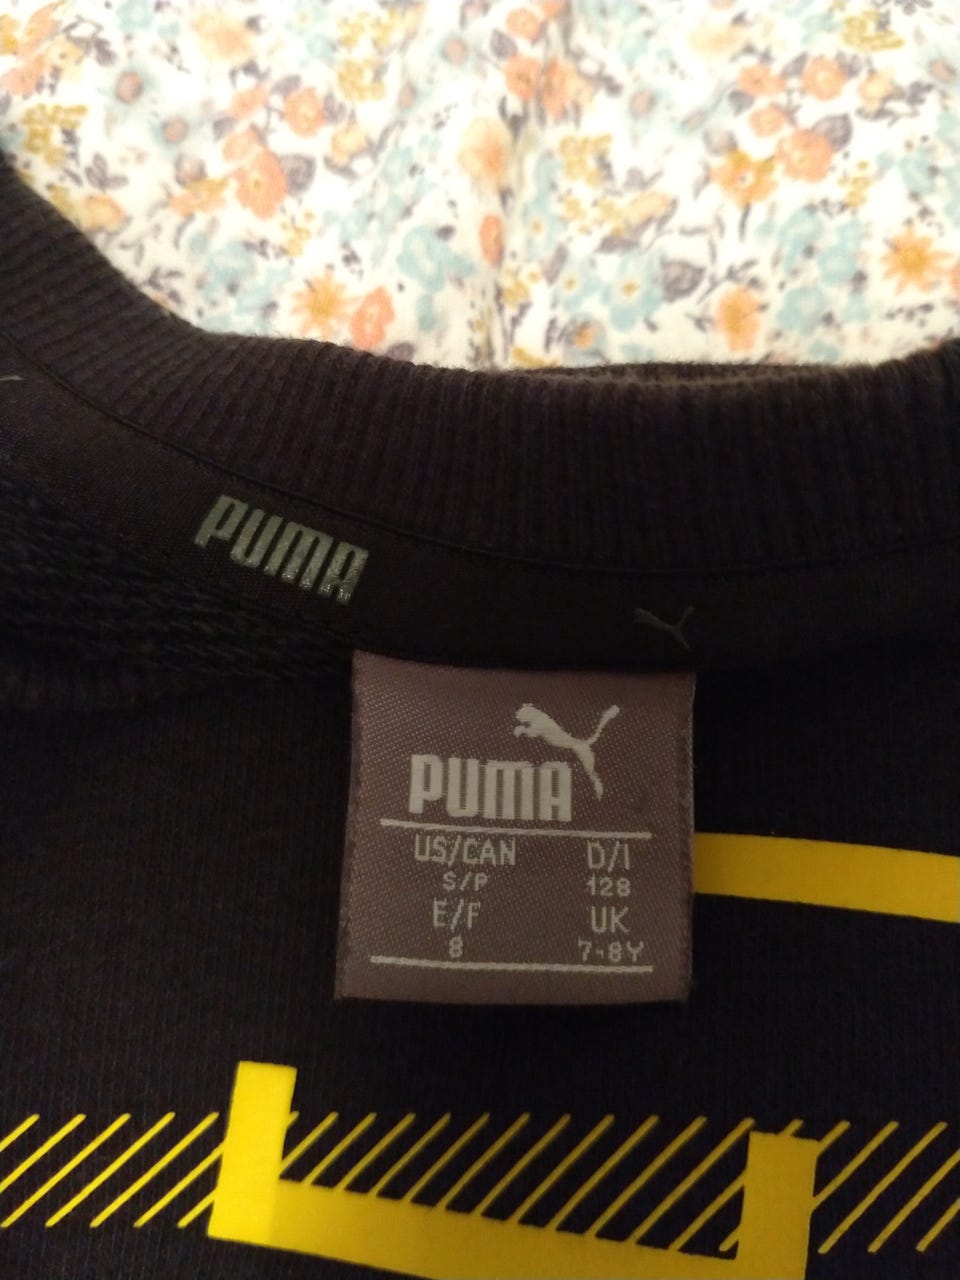 PUMA
PUMA
US/CAN D/I
S/P 128
E/F UK
8 7-8Y